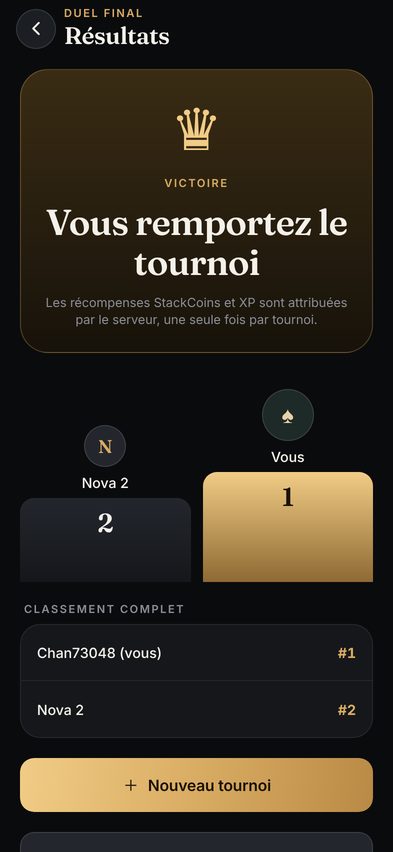 DUEL FINAL
Résultats
VICTOIRE
Vous remportez le
tournoi
Les récompenses StackCoins et XP sont attribuées
par le serveur, une seule fois par tournoi.
N
Nova 2
2
Vous
1
CLASSEMENT COMPLET
Chan73048 (vous) #1
Nova 2 #2
+ Nouveau tournoi